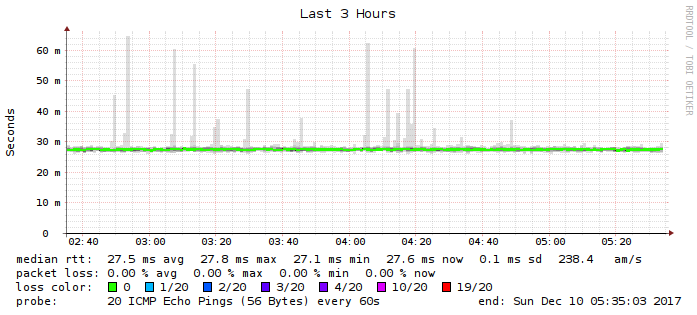 Last 3 Hours
RRDTOOL / TOBI OETIKER
Seconds
60 m
50 m
40 m
30 m
20 m
10 m
0
02:40 03:00 03:20 03:40 04:00 04:20 04:40 05:00 05:20
median rtt: 27.5 ms avg 27.8 ms max 27.1 ms min 27.6 ms now 0.1 ms sd 238.4 am/s
packet loss: 0.00 % avg 0.00 % max 0.00 % min 0.00 % now
loss color: 0 1/20 2/20 3/20 4/20 10/20 19/20
probe: 20 ICMP Echo Pings (56 Bytes) every 60s end: Sun Dec 10 05:35:03 2017